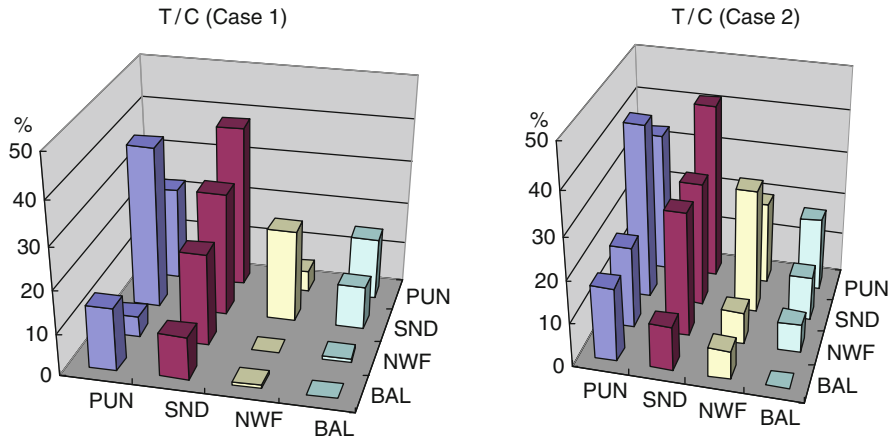 T / C (Case 1)
%
50
40
30
20
10
0
PUN
SND
NWF
BAL
PUN
SND
NWF
BAL
T / C (Case 2)
%
50
40
30
20
10
0
PUN
SND
NWF
BAL
PUN
SND
NWF
BAL